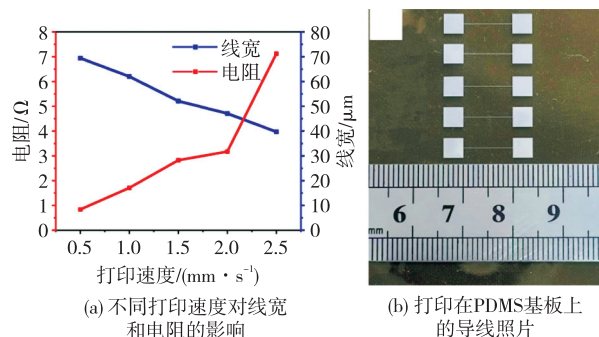 8
7
6
5
4
3
2
1
0
电阻/Ω
线宽
电阻
80
70
60
50
40
30
20
10
0
线宽/μm
0.5 1.0 1.5 2.0 2.5
打印速度/(mm·s⁻¹)
(a) 不同打印速度对线宽
和电阻的影响
6 7 8 9
mm
(b) 打印在PDMS基板上
的导线照片